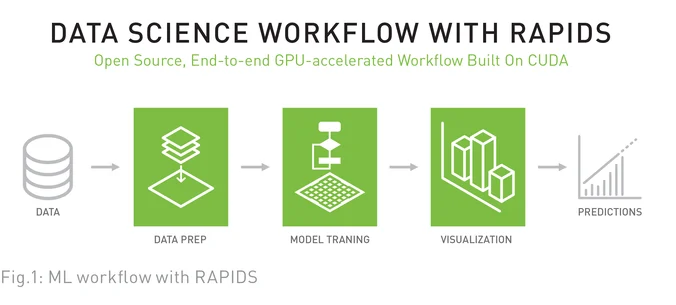 DATA SCIENCE WORKFLOW WITH RAPIDS
Open Source, End-to-end GPU-accelerated Workflow Built On CUDA
DATA
DATA PREP
MODEL TRANING
VISUALIZATION
PREDICTIONS
Fig.1: ML workflow with RAPIDS